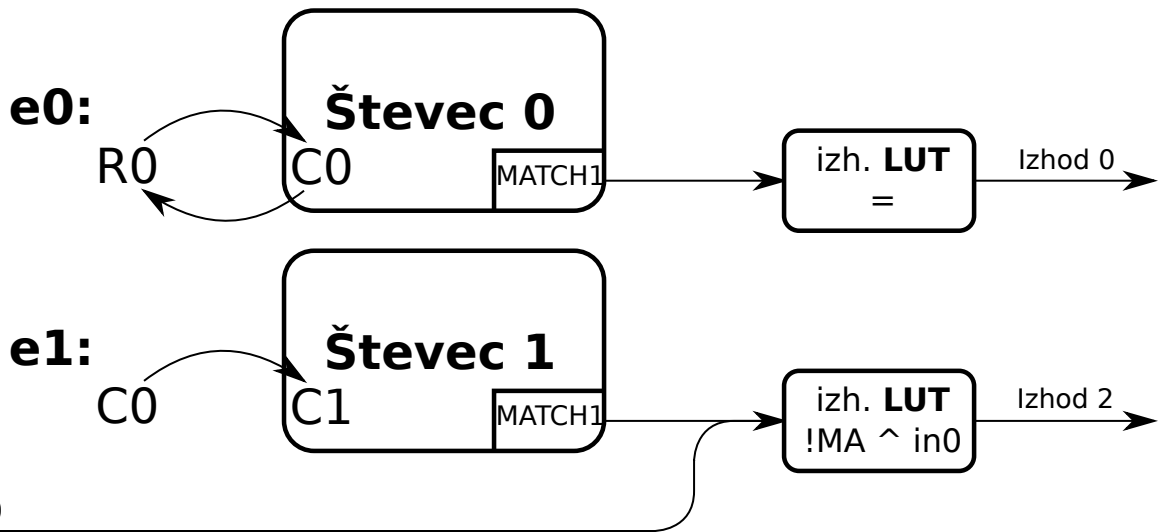 e0:
Števec 0
R0
C0
MATCH1
izh. LUT
=
Izhod 0
e1:
Števec 1
C0
C1
MATCH1
izh. LUT
!MA ^ in0
Izhod 2